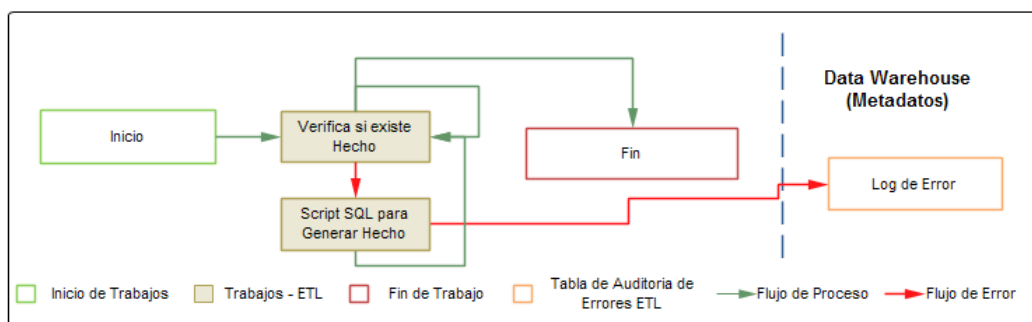 Data Warehouse
(Metadatos)
Inicio
Verifica si existe
Hecho
Fin
Log de Error
Script SQL para
Generar Hecho
Inicio de Trabajos
Trabajos - ETL
Fin de Trabajo
Tabla de Auditoria de
Errores ETL
Flujo de Proceso
Flujo de Error